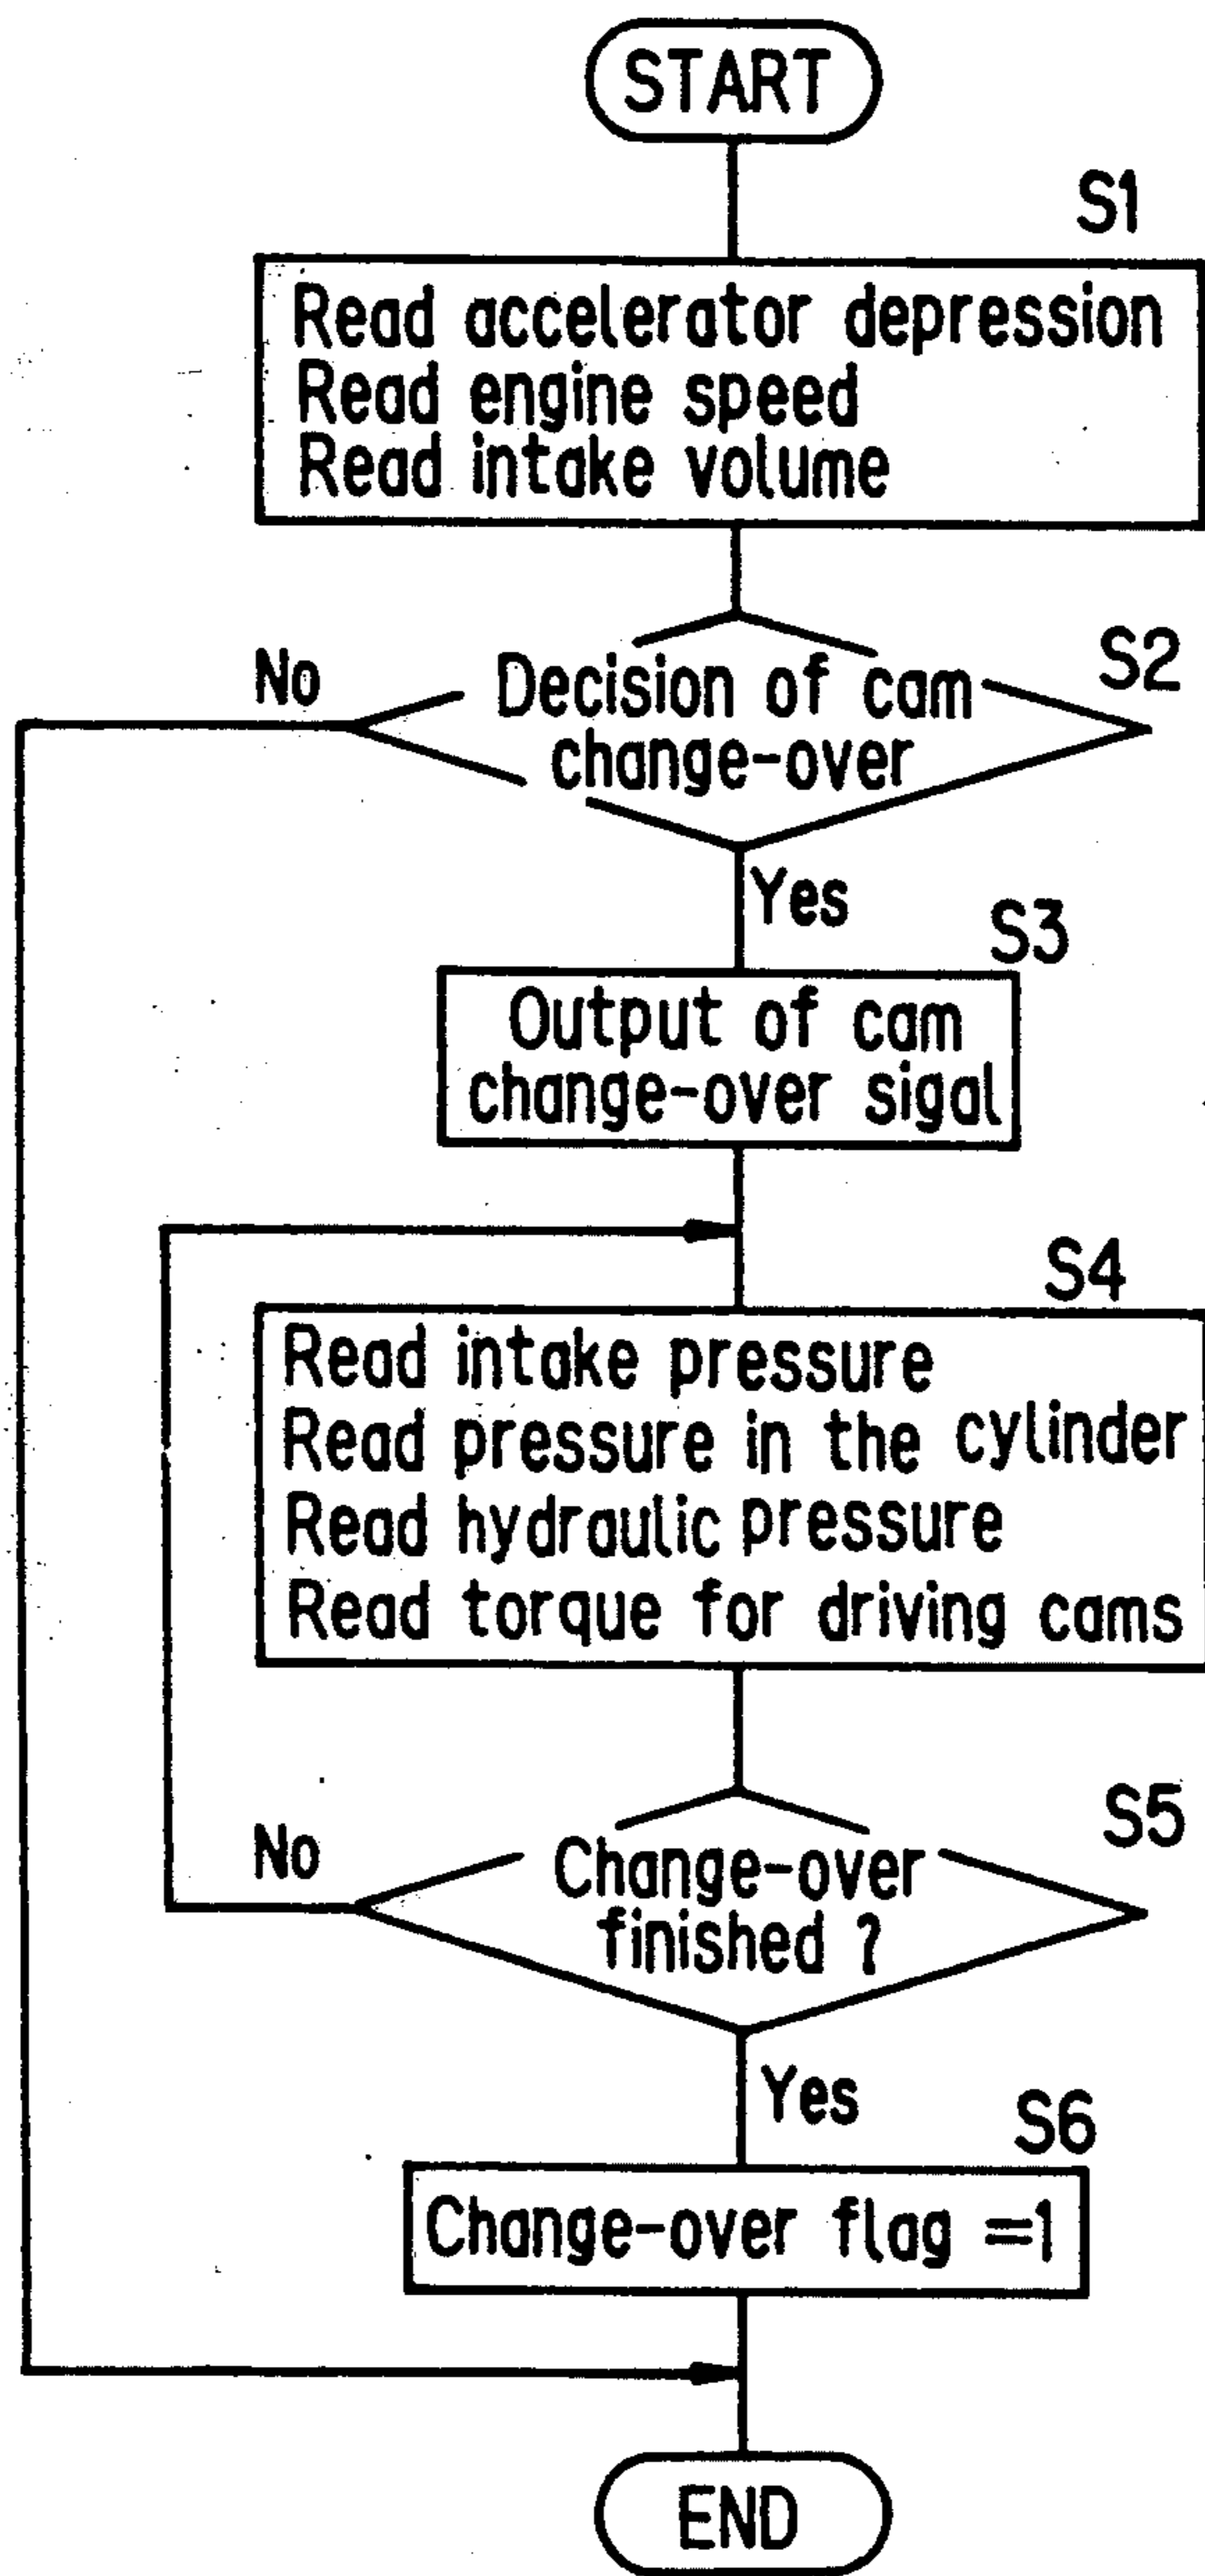 START
S1
Read accelerator depression
Read engine speed
Read intake volume
S2
No
Decision of cam
change-over
Yes
S3
Output of cam
change-over sigal
S4
Read intake pressure
Read pressure in the cylinder
Read hydraulic pressure
Read torque for driving cams
S5
No
Change-over
finished ?
Yes
S6
Change-over flag =1
END